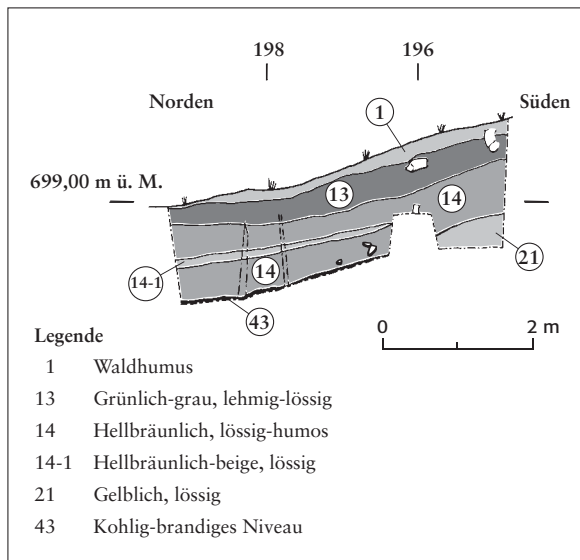 198 196
Norden Süden
1
699,00 m ü. M.
13
14
14-1
14
21
43
0 2 m
Legende
1 Waldhumus
13 Grünlich-grau, lehmig-lössig
14 Hellbräunlich, lössig-humos
14-1 Hellbräunlich-beige, lössig
21 Gelblich, lössig
43 Kohlig-brandiges Niveau